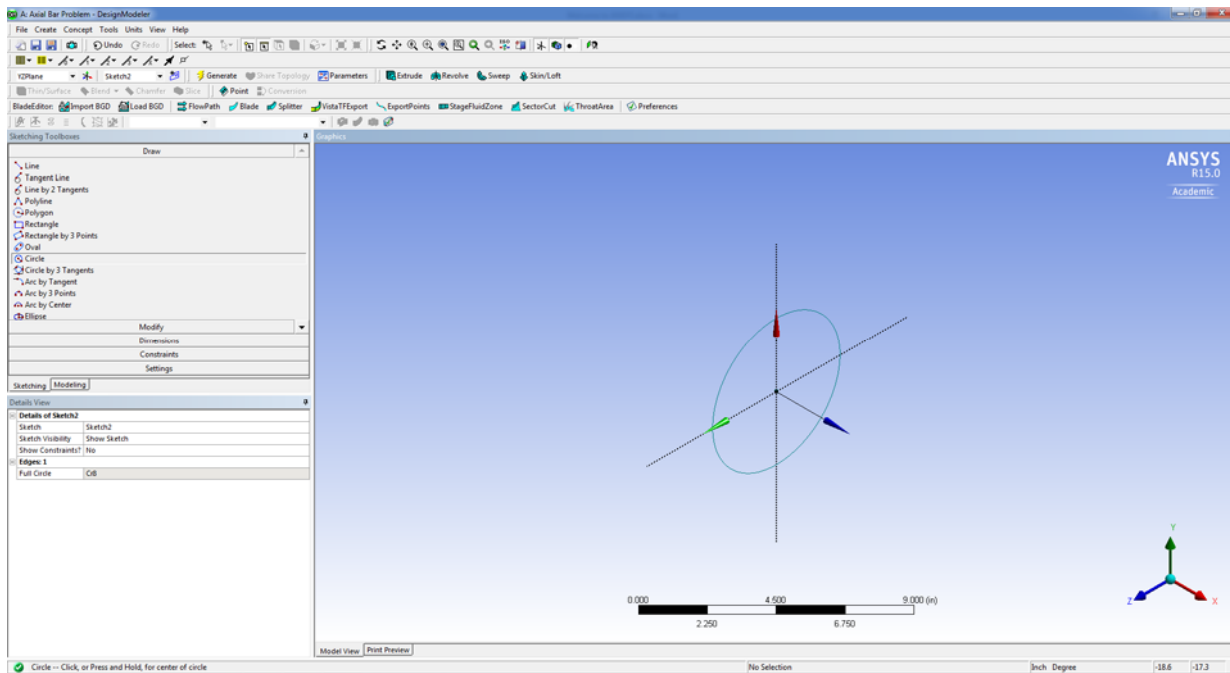 A: Axial Bar Problem - DesignModeler
File Create Concept Tools Units View Help
Undo Redo Select:
YZPlane Sketch2 Generate Share Topology Parameters Extrude Revolve Sweep Skin/Loft
Thin/Surface Blend Chamfer Slice Point Conversion
BladeEditor: Import BGD Load BGD FlowPath Blade Splitter VistaTFExport ExportPoints StageFluidZone SectorCut ThroatArea Preferences
Sketching Toolboxes
Draw
Line
Tangent Line
Line by 2 Tangents
Polyline
Polygon
Rectangle
Rectangle by 3 Points
Oval
Circle
Circle by 3 Tangents
Arc by Tangent
Arc by 3 Points
Arc by Center
Ellipse
Modify
Dimensions
Constraints
Settings
Sketching Modeling
Details View
Details of Sketch2
Sketch Sketch2
Sketch Visibility Show Sketch
Show Constraints? No
Edges: 1
Full Circle Cr8
Graphics
ANSYS
R15.0
Academic
0.000 4.500 9.000 (in)
2.250 6.750
Y
Z X
Model View Print Preview
Circle -- Click, or Press and Hold, for center of circle No Selection Inch Degree -18.6 -17.3